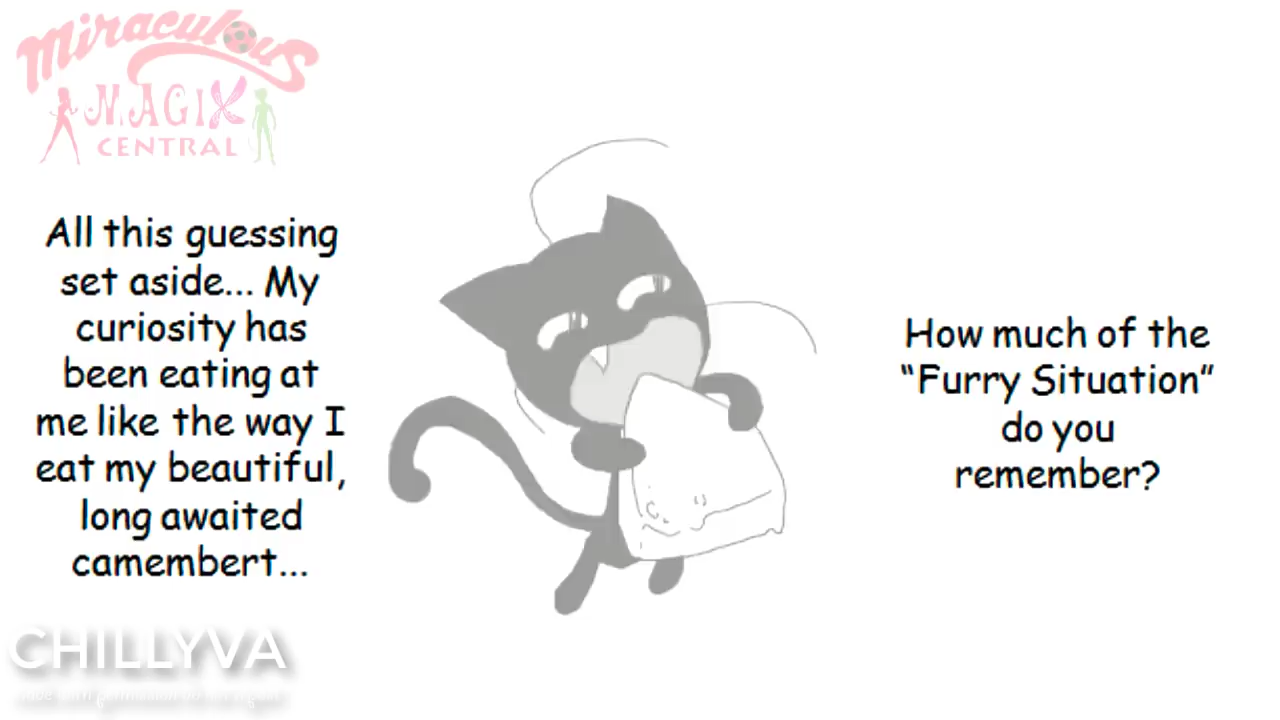 Miraculous
MAGIX
CENTRAL
All this guessing
set aside... My
curiosity has
been eating at
me like the way I
eat my beautiful,
long awaited
camembert...
How much of the
“Furry Situation”
do you
remember?
CHILLYVA